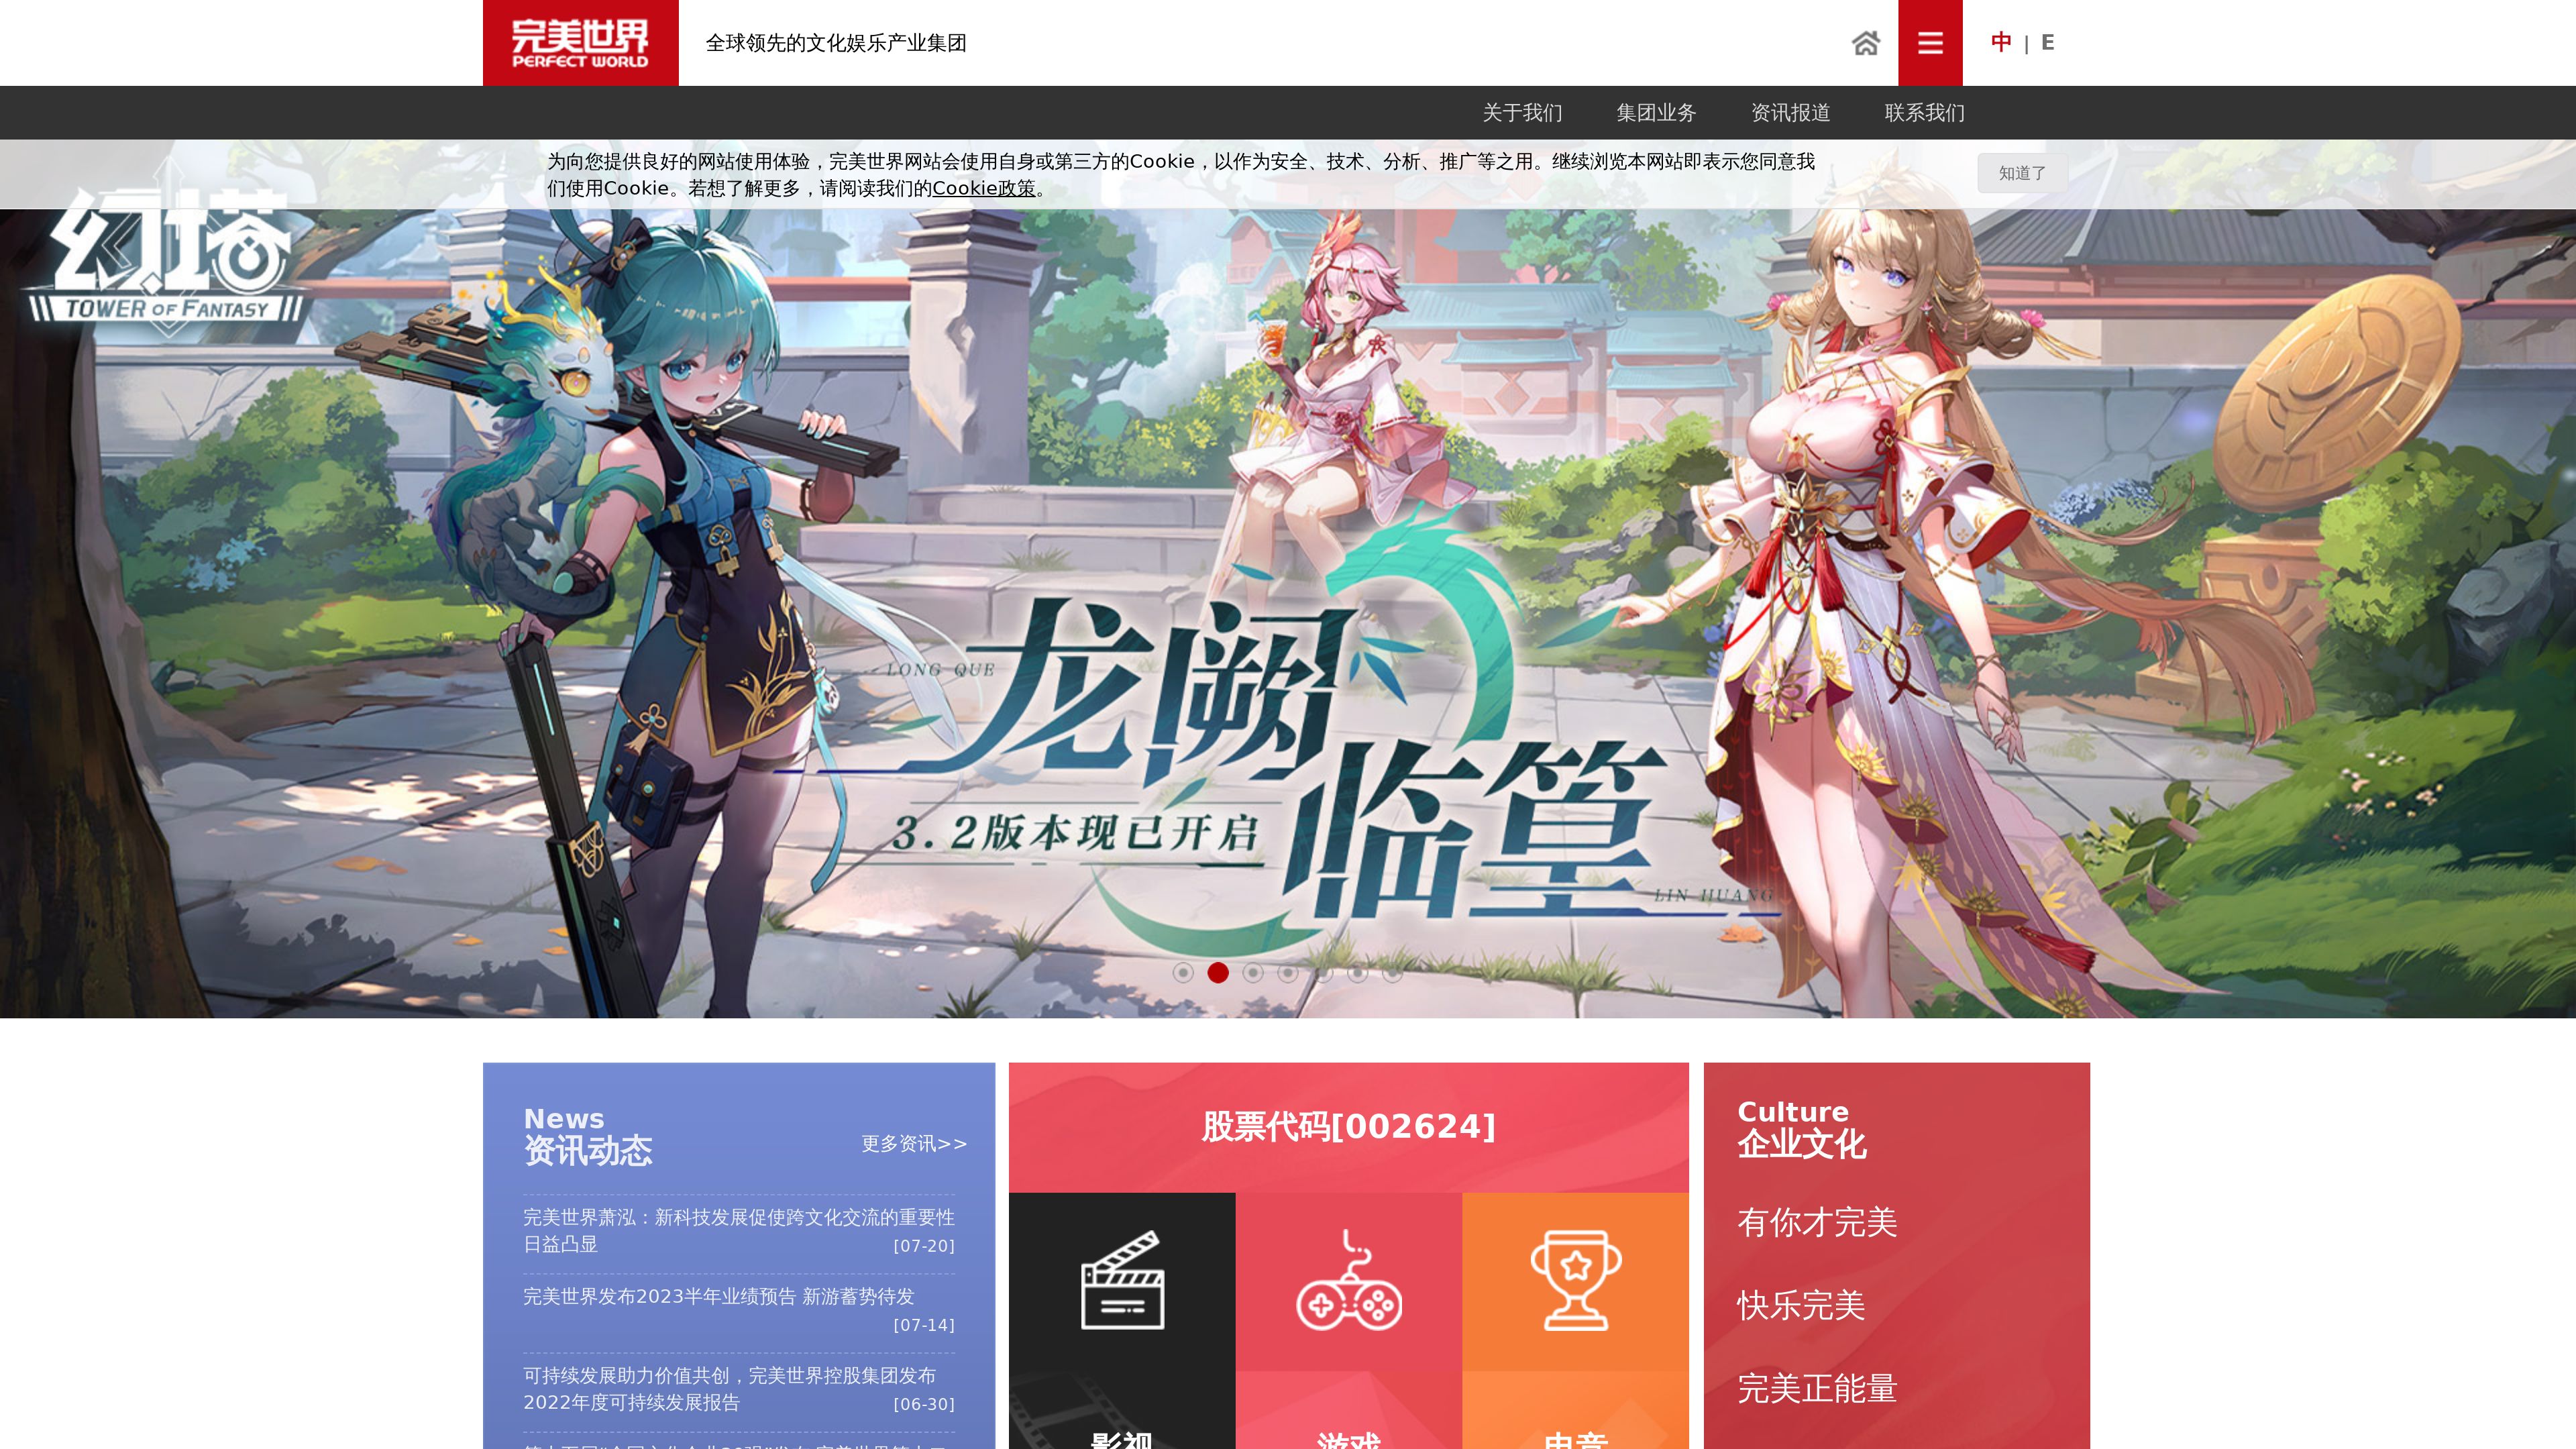 完美世界
PERFECT WORLD
全球领先的文化娱乐产业集团
中 | E
关于我们 集团业务 资讯报道 联系我们
为向您提供良好的网站使用体验，完美世界网站会使用自身或第三方的Cookie，以作为安全、技术、分析、推广等之用。继续浏览本网站即表示您同意我
们使用Cookie。若想了解更多，请阅读我们的Cookie政策。
知道了
幻塔
TOWER OF FANTASY
LONG QUE
龙阙
临篁
3.2版本现已开启
LIN HUANG
News
资讯动态
更多资讯>>
完美世界萧泓：新科技发展促使跨文化交流的重要性
日益凸显 [07-20]
完美世界发布2023半年业绩预告 新游蓄势待发
[07-14]
可持续发展助力价值共创，完美世界控股集团发布
2022年度可持续发展报告 [06-30]
股票代码[002624]
影视
游戏
电竞
Culture
企业文化
有你才完美
快乐完美
完美正能量